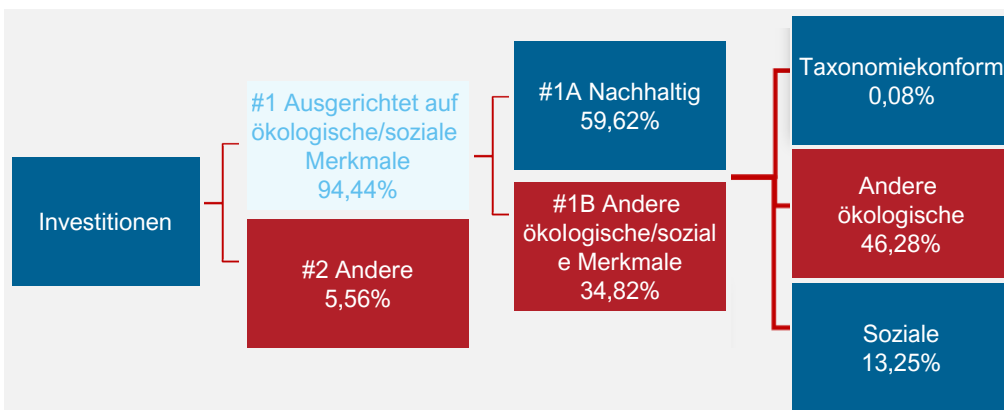 Investitionen
#1 Ausgerichtet auf
ökologische/soziale
Merkmale
94,44%
#2 Andere
5,56%
#1A Nachhaltig
59,62%
#1B Andere
ökologische/sozial
e Merkmale
34,82%
Taxonomiekonform
0,08%
Andere
ökologische
46,28%
Soziale
13,25%